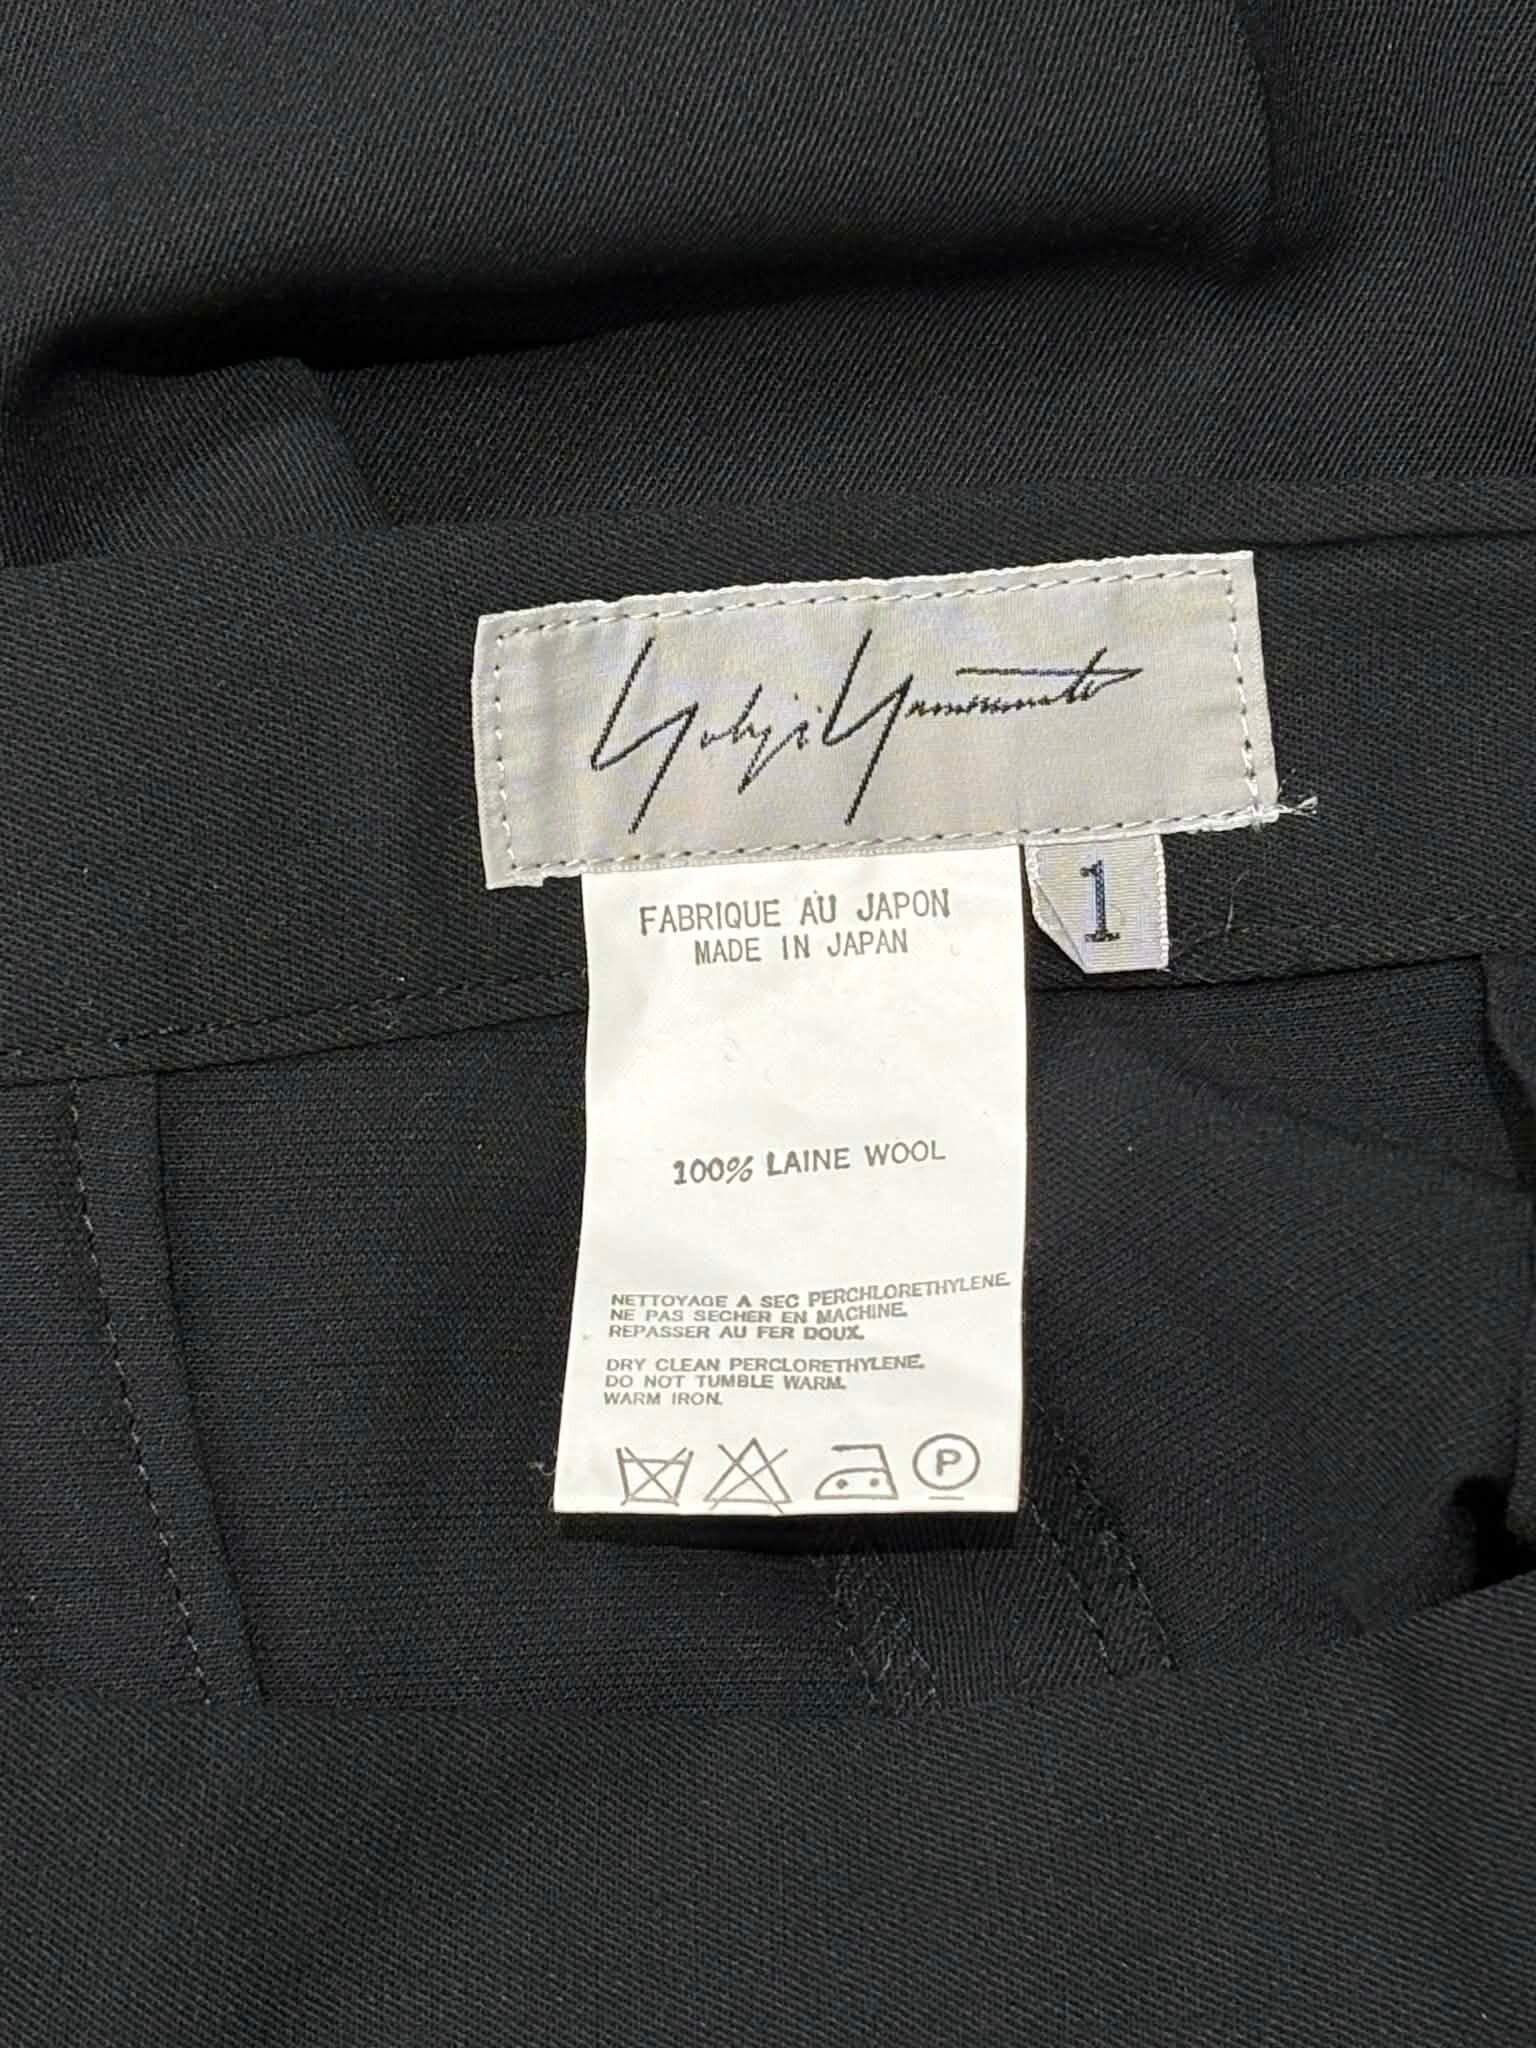 Yohji Yamamoto
1
FABRIQUE AU JAPON
MADE IN JAPAN
100% LAINE WOOL
NETTOYAGE A SEC PERCHLORETHYLENE.
NE PAS SECHER EN MACHINE.
REPASSER AU FER DOUX.
DRY CLEAN PERCLORETHYLENE.
DO NOT TUMBLE WARM.
WARM IRON.
P